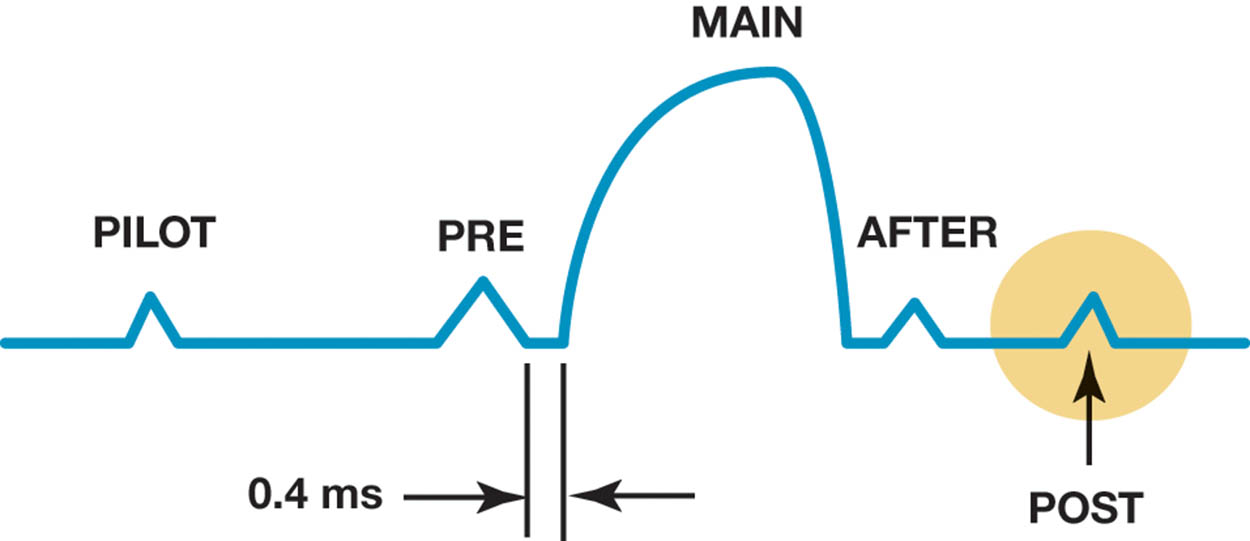 MAIN
PILOT
PRE
AFTER
0.4 ms
POST